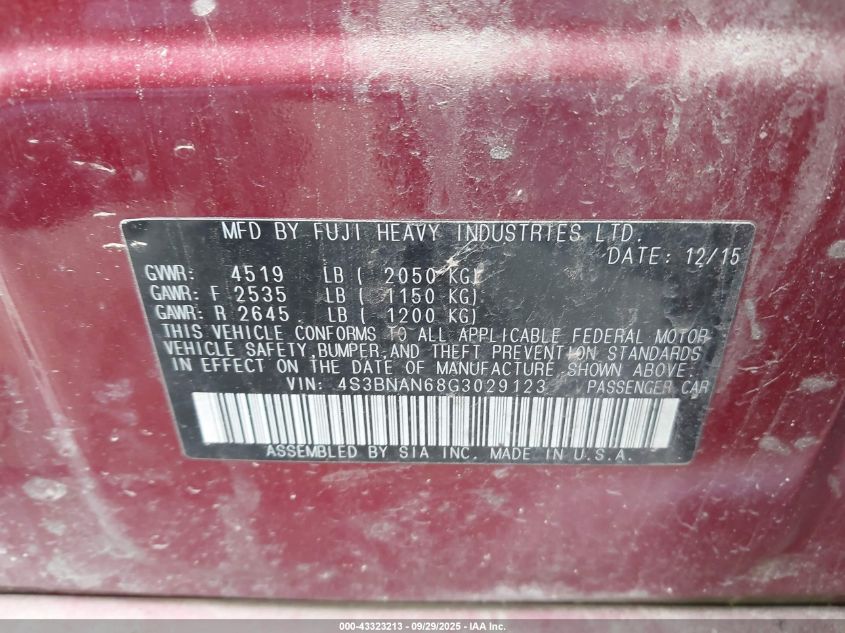 MFD BY FUJI HEAVY INDUSTRIES LTD.
DATE: 12/15
GVWR: 4519 LB ( 2050 KG)
GAWR: F 2535 LB ( 1150 KG)
GAWR: R 2645 LB ( 1200 KG)
THIS VEHICLE CONFORMS TO ALL APPLICABLE FEDERAL MOTOR
VEHICLE SAFETY, BUMPER, AND THEFT PREVENTION STANDARDS
IN EFFECT ON THE DATE OF MANUFACTURE SHOWN ABOVE.
VIN: 4S3BNAN68G3029123 PASSENGER CAR
ASSEMBLED BY SIA INC. MADE IN U.S.A.
000-43323213 - 09/29/2025 - IAA Inc.